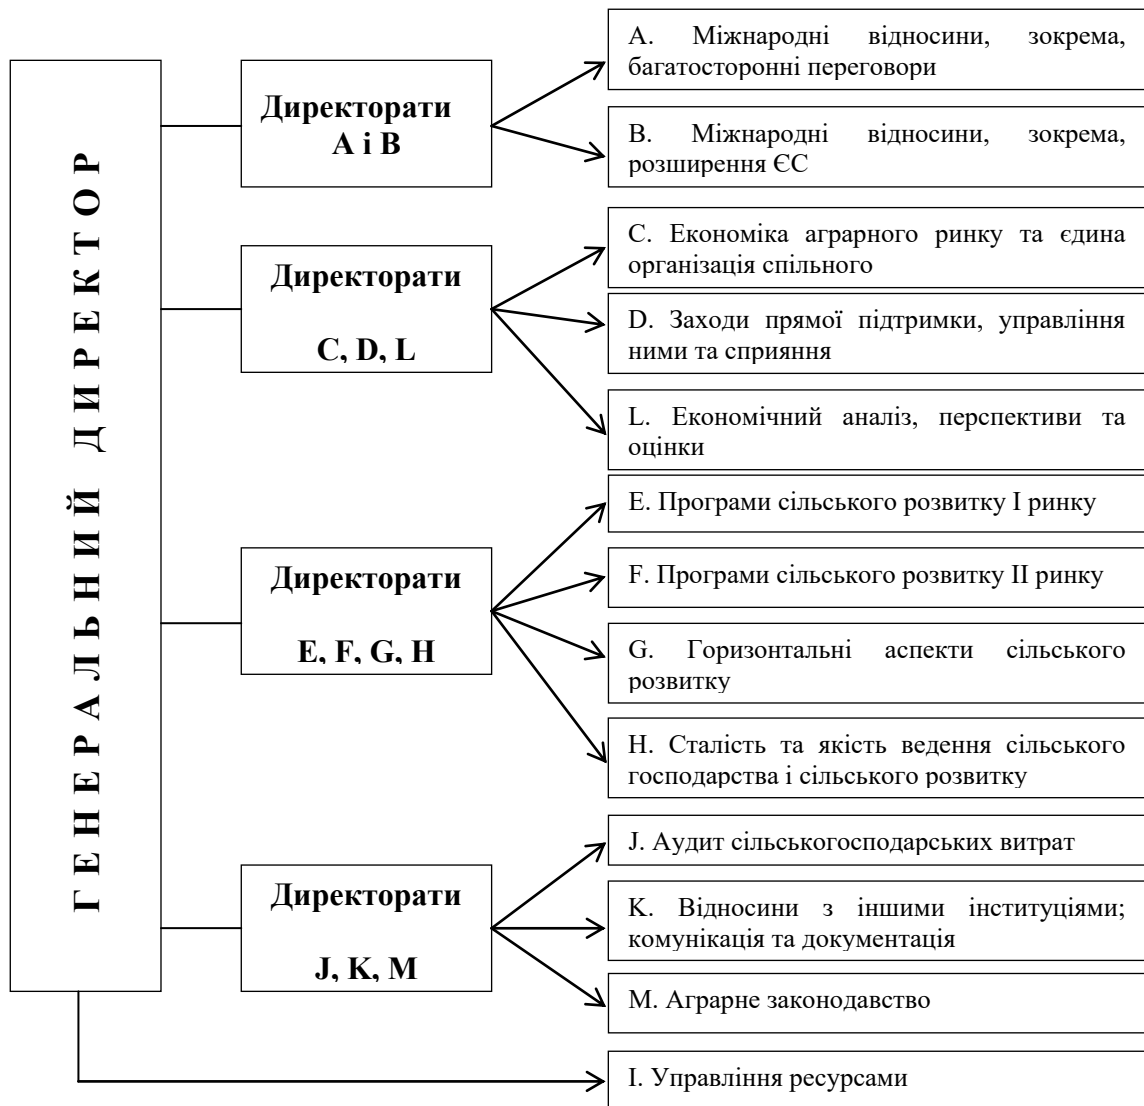 ГЕНЕРАЛЬНИЙ ДИРЕКТОР
Директорати
А і В
A. Міжнародні відносини, зокрема,
багатосторонні переговори
B. Міжнародні відносини, зокрема,
розширення ЄС
Директорати
C, D, L
C. Економіка аграрного ринку та єдина
організація спільного
D. Заходи прямої підтримки, управління
ними та сприяння
L. Економічний аналіз, перспективи та
оцінки
Директорати
E, F, G, H
E. Програми сільського розвитку І ринку
F. Програми сільського розвитку ІІ ринку
G. Горизонтальні аспекти сільського
розвитку
H. Сталість та якість ведення сільського
господарства і сільського розвитку
Директорати
J, K, M
J. Аудит сільськогосподарських витрат
K. Відносини з іншими інституціями;
комунікація та документація
M. Аграрне законодавство
I. Управління ресурсами